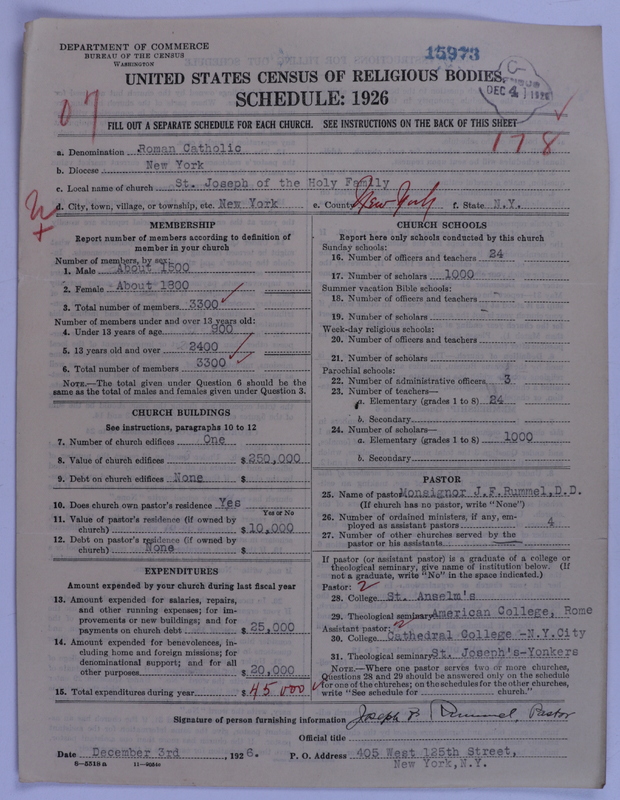 DEPARTMENT OF COMMERCE
BUREAU OF THE CENSUS
WASHINGTON
15973
DEC 4 1926
UNITED STATES CENSUS OF RELIGIOUS BODIES,
SCHEDULE: 1926
07
FILL OUT A SEPARATE SCHEDULE FOR EACH CHURCH. SEE INSTRUCTIONS ON THE BACK OF THIS SHEET
178
a. Denomination Roman Catholic
b. Diocese New York
c. Local name of church St. Joseph of the Holy Family
d. City, town, village, or township, etc. New York e. County New York f. State N.Y.
MEMBERSHIP
Report number of members according to definition of
member in your church
Number of members, by sex:
1. Male About 1500
2. Female About 1800
3. Total number of members 3300
Number of members under and over 13 years old:
4. Under 13 years of age 900
5. 13 years old and over 2400
6. Total number of members 3300
NOTE.—The total given under Question 6 should be the
same as the total of males and females given under Question 3.
CHURCH BUILDINGS
See instructions, paragraphs 10 to 12
7. Number of church edifices One
8. Value of church edifices $250,000
9. Debt on church edifices None $
10. Does church own pastor's residence Yes
Yes or No
11. Value of pastor's residence (if owned by
church) $10,000
12. Debt on pastor's residence (if owned by
church) None $
EXPENDITURES
Amount expended by your church during last fiscal year
13. Amount expended for salaries, repairs,
and other running expenses; for im-
provements or new buildings; and for
payments on church debt $25,000
14. Amount expended for benevolences, in-
cluding home and foreign missions; for
denominational support; and for all
other purposes $20,000
15. Total expenditures during year $45000
CHURCH SCHOOLS
Report here only schools conducted by this church
Sunday schools:
16. Number of officers and teachers 24
17. Number of scholars 1000
Summer vacation Bible schools:
18. Number of officers and teachers -
19. Number of scholars -
Week-day religious schools:
20. Number of officers and teachers
21. Number of scholars
Parochial schools:
22. Number of administrative officers 3
23. Number of teachers—
a. Elementary (grades 1 to 8) 24
b. Secondary
24. Number of scholars—
a. Elementary (grades 1 to 8) 1000
b. Secondary
PASTOR
25. Name of pastor Monsignor J.F.Rummel,D.D.
(If church has no pastor, write "None")
26. Number of ordained ministers, if any, em-
ployed as assistant pastors 4
27. Number of other churches served by the
pastor or his assistants
If pastor (or assistant pastor) is a graduate of a college or
theological seminary, give name of institution below. (If
not a graduate, write "No" in the space indicated.)
Pastor: 2
28. College St. Anselm's
29. Theological seminary American College, Rome
Assistant pastor: 2
30. College Cathedral College -N.Y.City
31. Theological seminary St. Joseph's-Yonkers
NOTE.—Where one pastor serves two or more churches,
Questions 28 and 29 should be answered only on the schedule
for one of the churches; on the schedules for the other churches,
write "See schedule for church."
Signature of person furnishing information Joseph F. Rummel, Pastor
Official title
Date December 3rd, 1926. P. O. Address 405 West 125th Street,
New York,N.Y.
8—5518 a